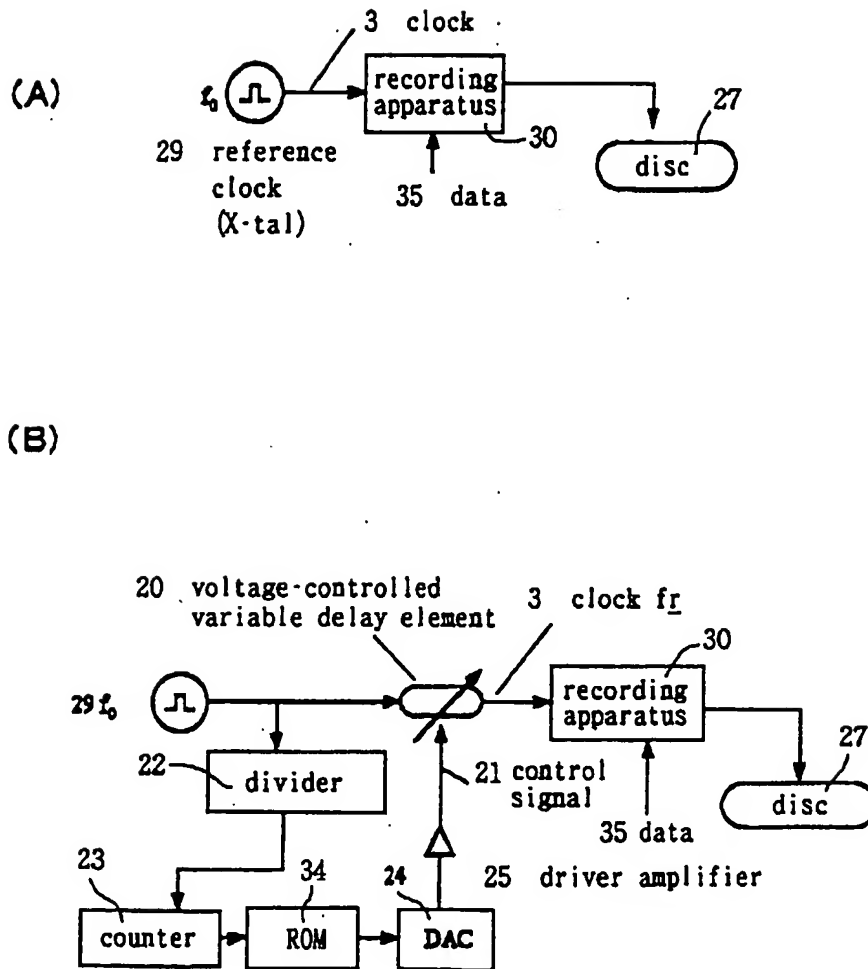 (A)
3 clock
f₀
recording
apparatus
30
27
disc
29 reference
clock
(X-tal)
35 data
(B)
20 voltage-controlled
variable delay element
3 clock fr
30
29 f₀
recording
apparatus
22
divider
21 control
signal
27
disc
35 data
23
34
24
25 driver amplifier
counter
ROM
DAC